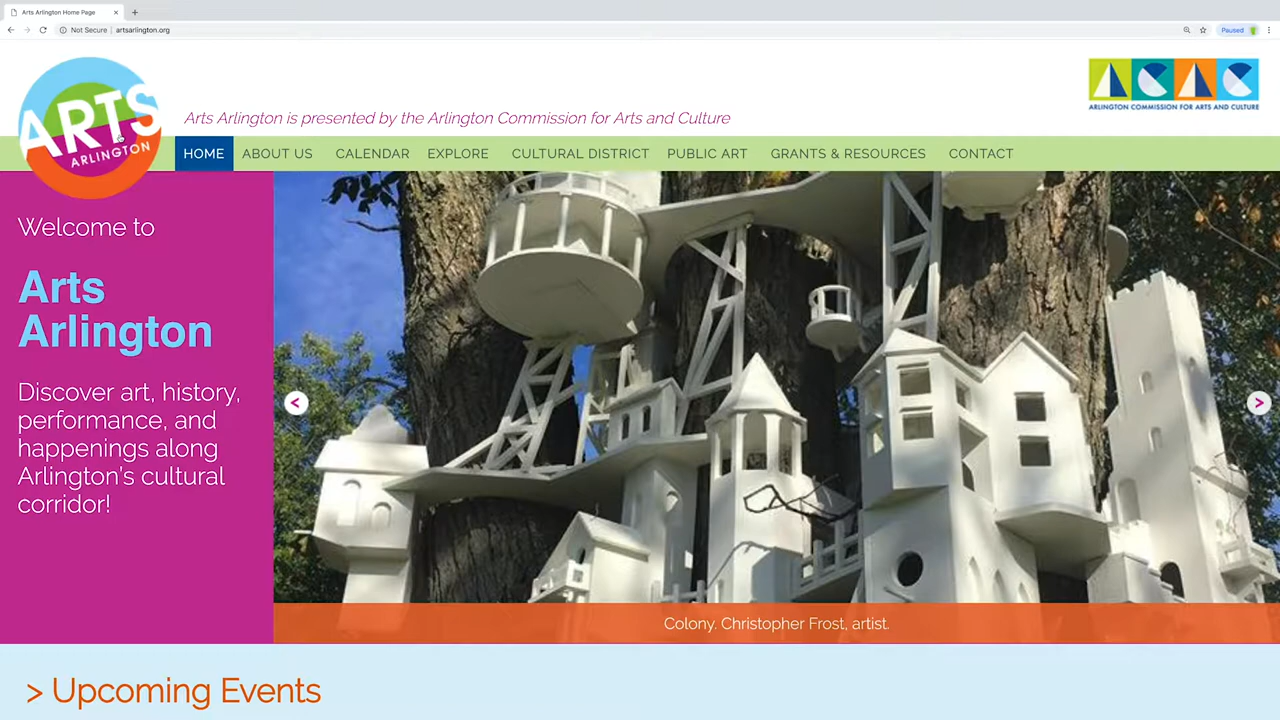 Arts Arlington Home Page
Not Secure | artsarlington.org
Paused
ARTS
ARLINGTON
Arts Arlington is presented by the Arlington Commission for Arts and Culture
ACAC
ARLINGTON COMMISSION FOR ARTS AND CULTURE
HOME ABOUT US CALENDAR EXPLORE CULTURAL DISTRICT PUBLIC ART GRANTS & RESOURCES CONTACT
Welcome to
Arts
Arlington
Discover art, history,
performance, and
happenings along
Arlington's cultural
corridor!
<
>
Colony. Christopher Frost, artist.
> Upcoming Events